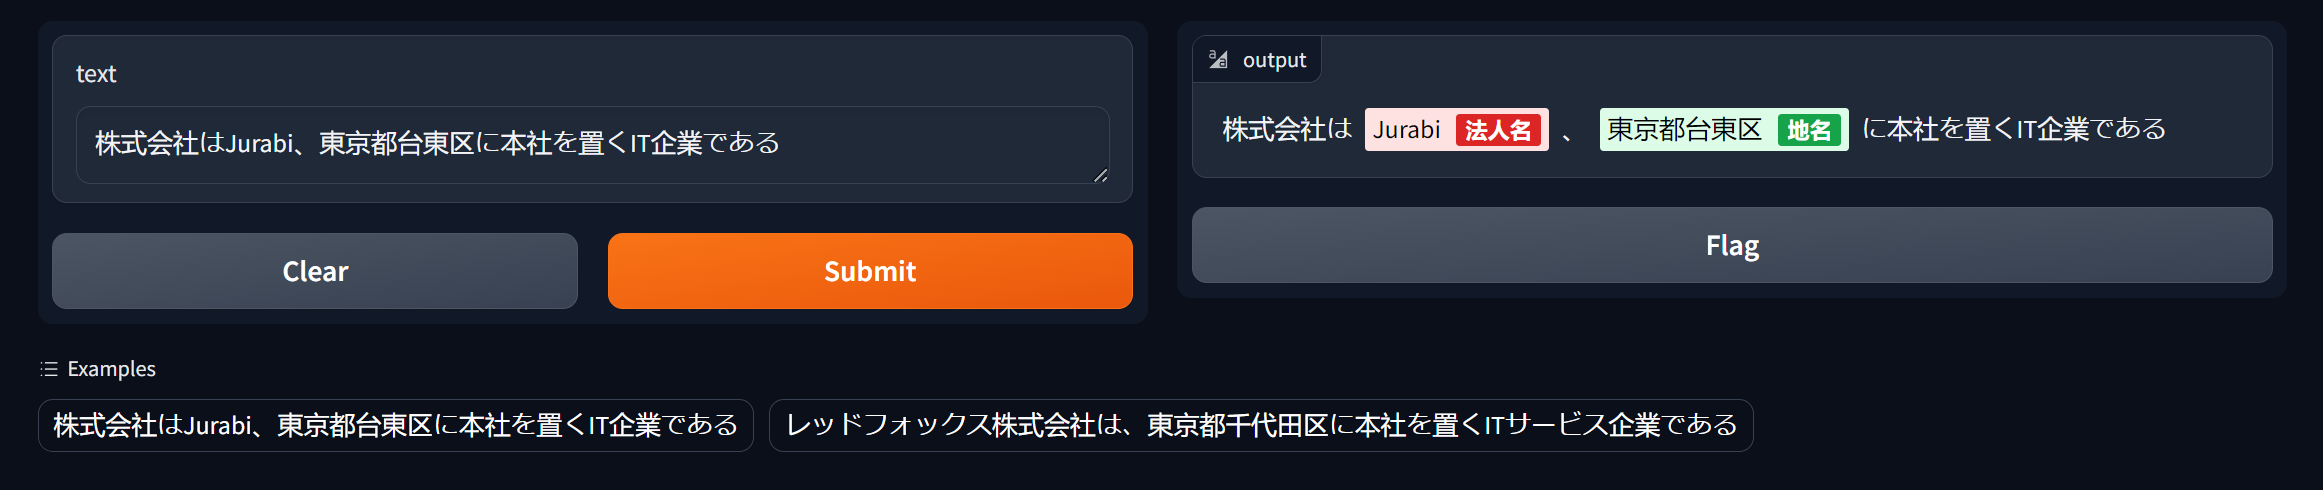 text
株式会社はJurabi、東京都台東区に本社を置くIT企業である
Clear
Submit
output
株式会社は Jurabi 法人名 、 東京都台東区 地名 に本社を置くIT企業である
Flag
Examples
株式会社はJurabi、東京都台東区に本社を置くIT企業である
レッドフォックス株式会社は、東京都千代田区に本社を置くITサービス企業である